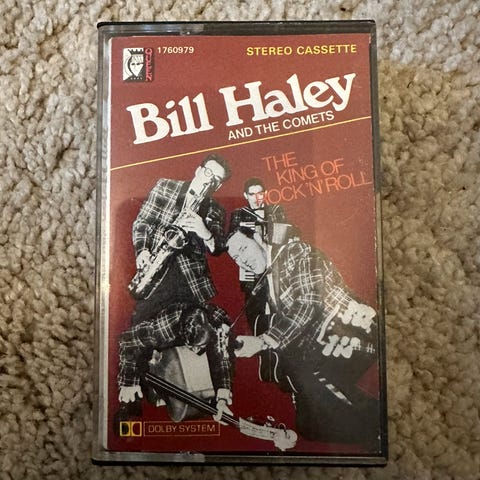 QUEEN
1760979
STEREO CASSETTE
Bill Haley
AND THE COMETS
THE
KING OF
ROCK'N'ROLL
DOLBY SYSTEM